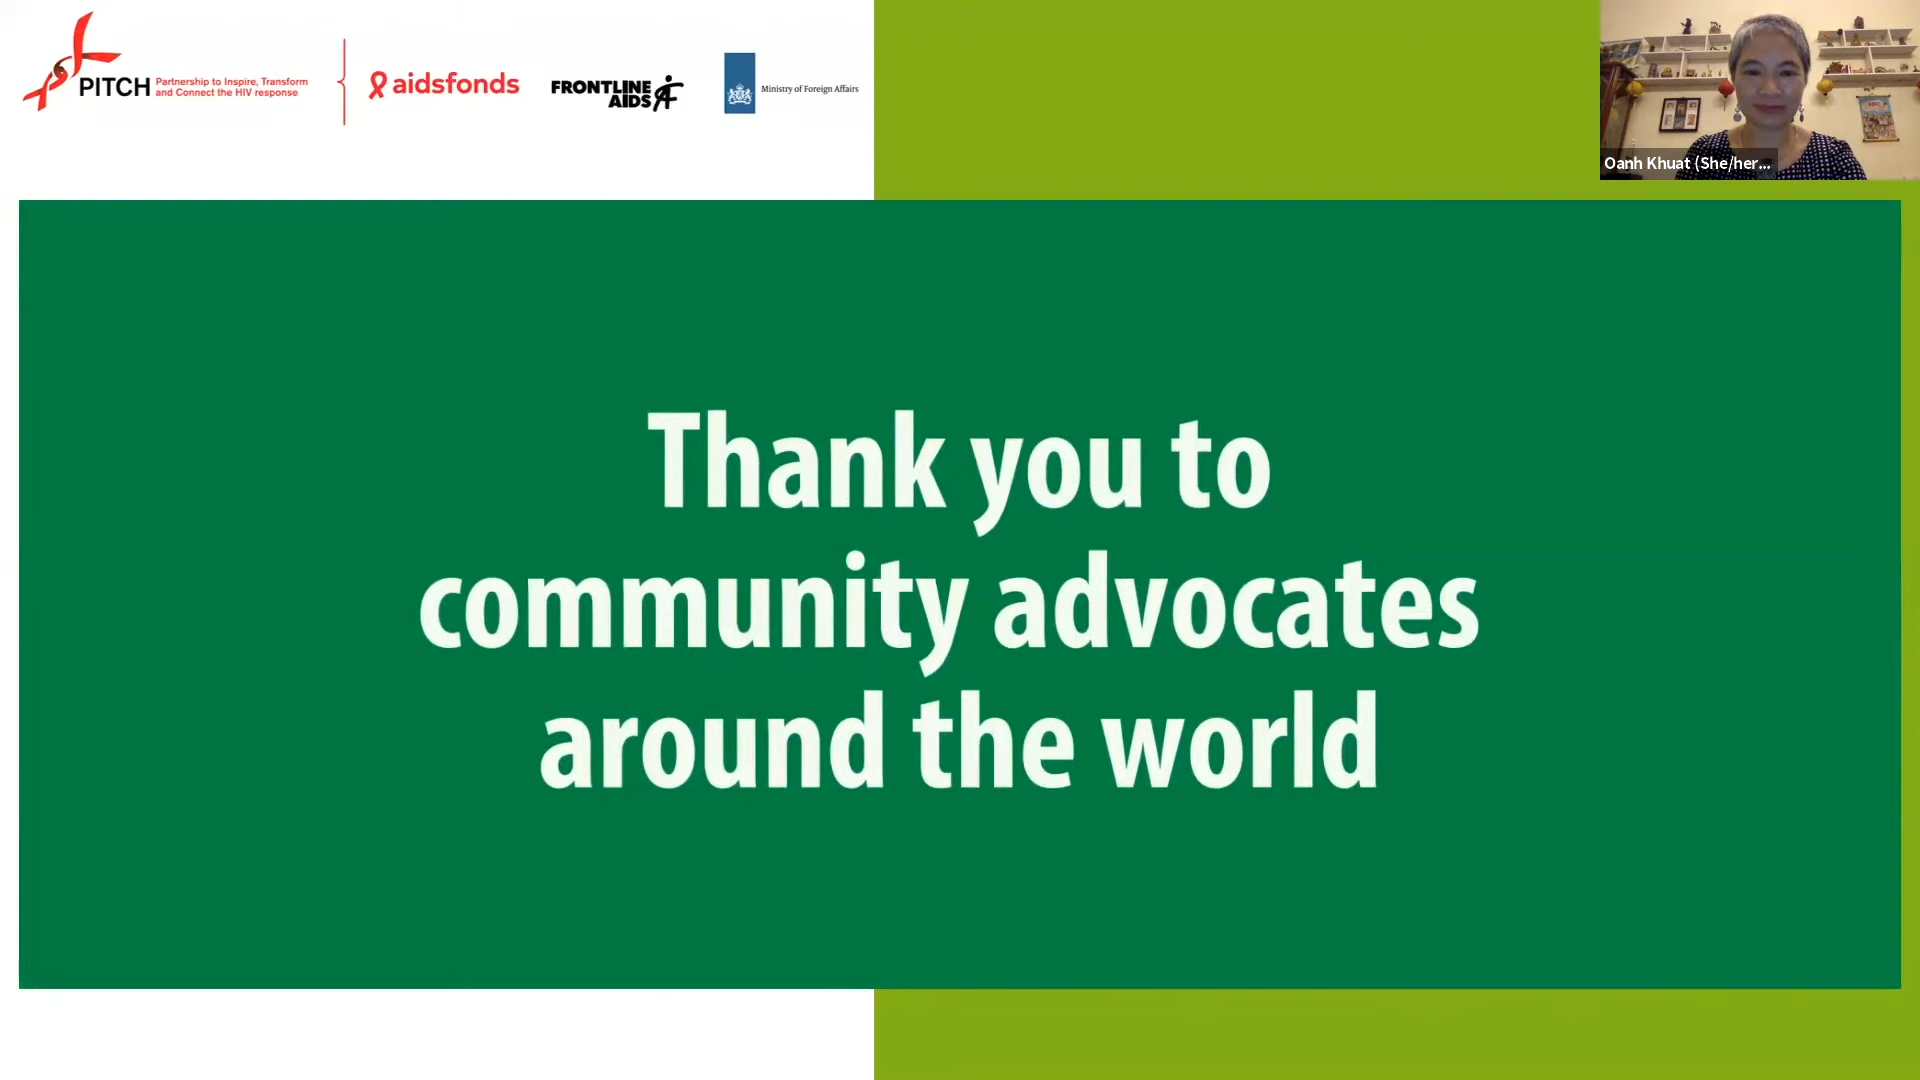 PITCH
Partnership to Inspire, Transform
and Connect the HIV response
aidsfonds
FRONTLINE
AIDS
Ministry of Foreign Affairs
Oanh Khuat (She/her...
Thank you to
community advocates
around the world